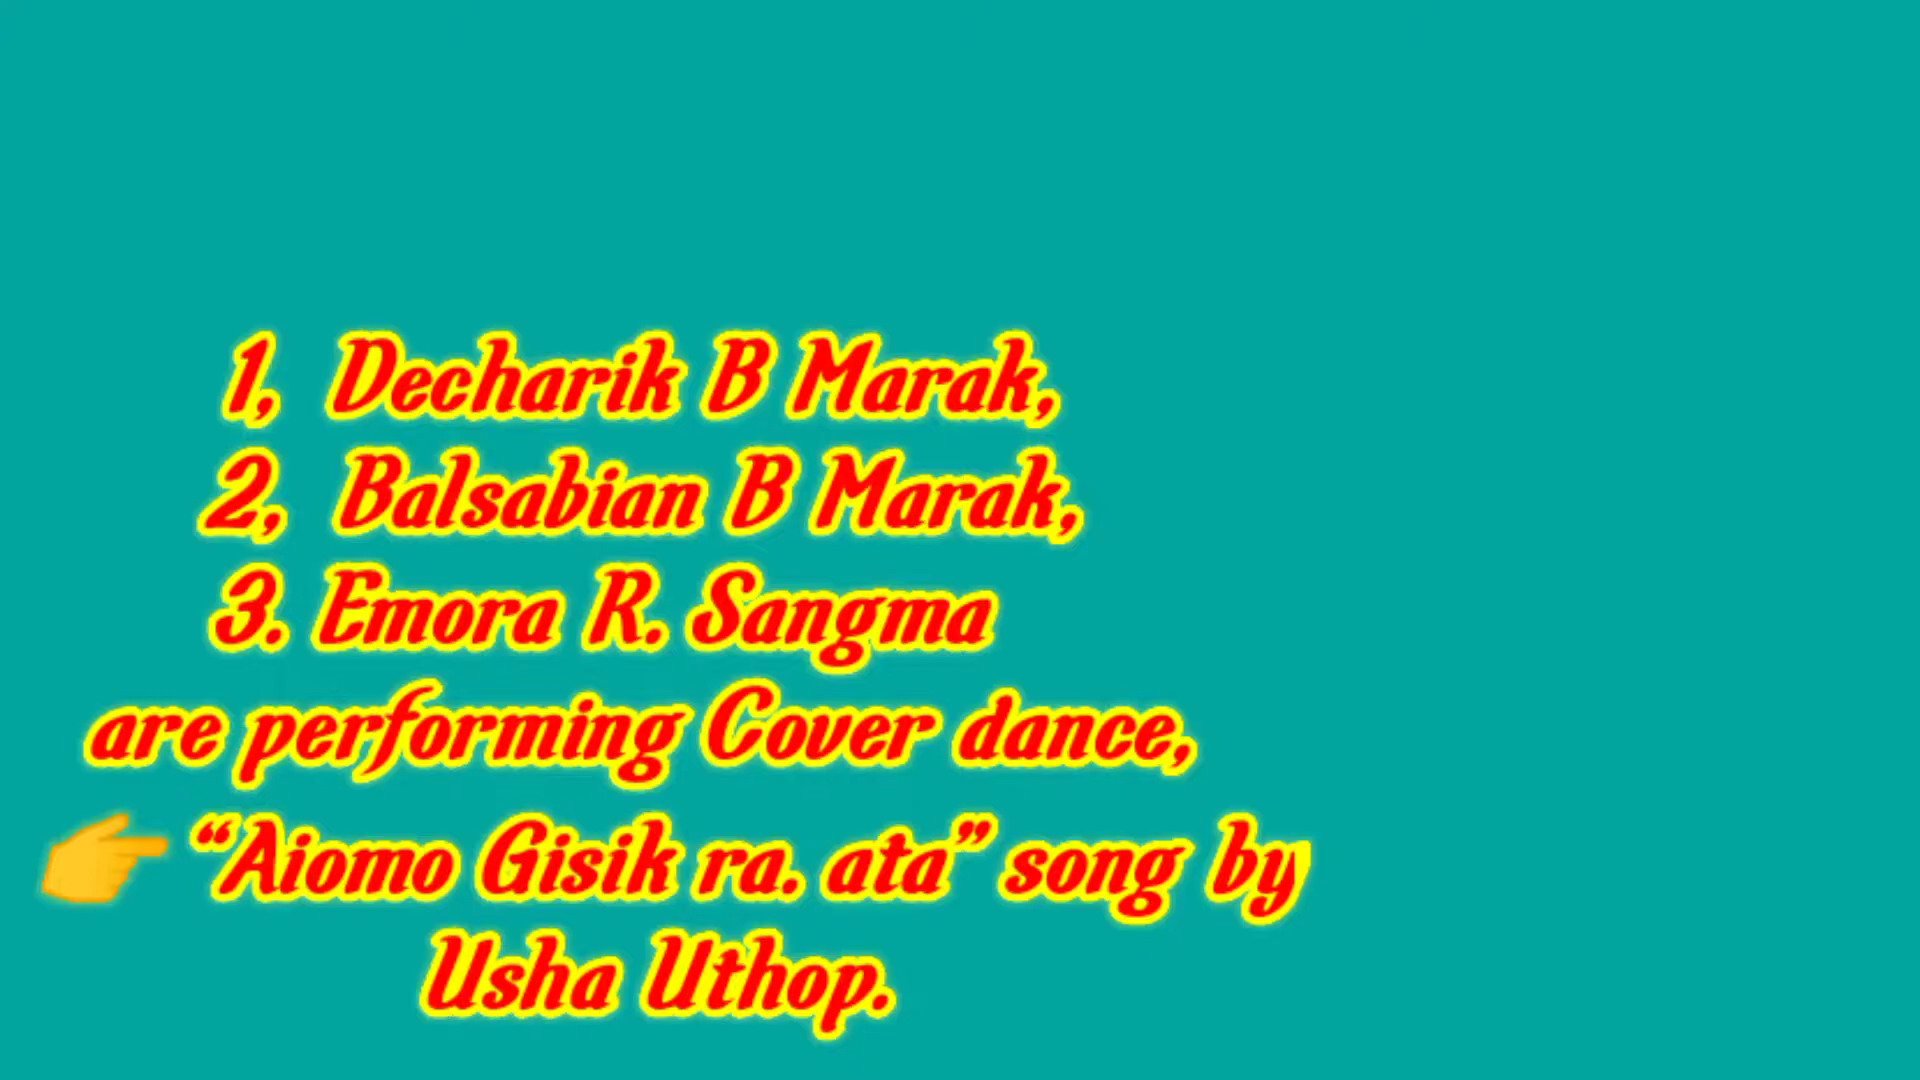 1, Decharik B Marak,
2, Balsabian B Marak,
3. Emora R. Sangma
are performing Cover dance,
👉 “Aiomo Gisik ra. ata” song by
Usha Uthop.